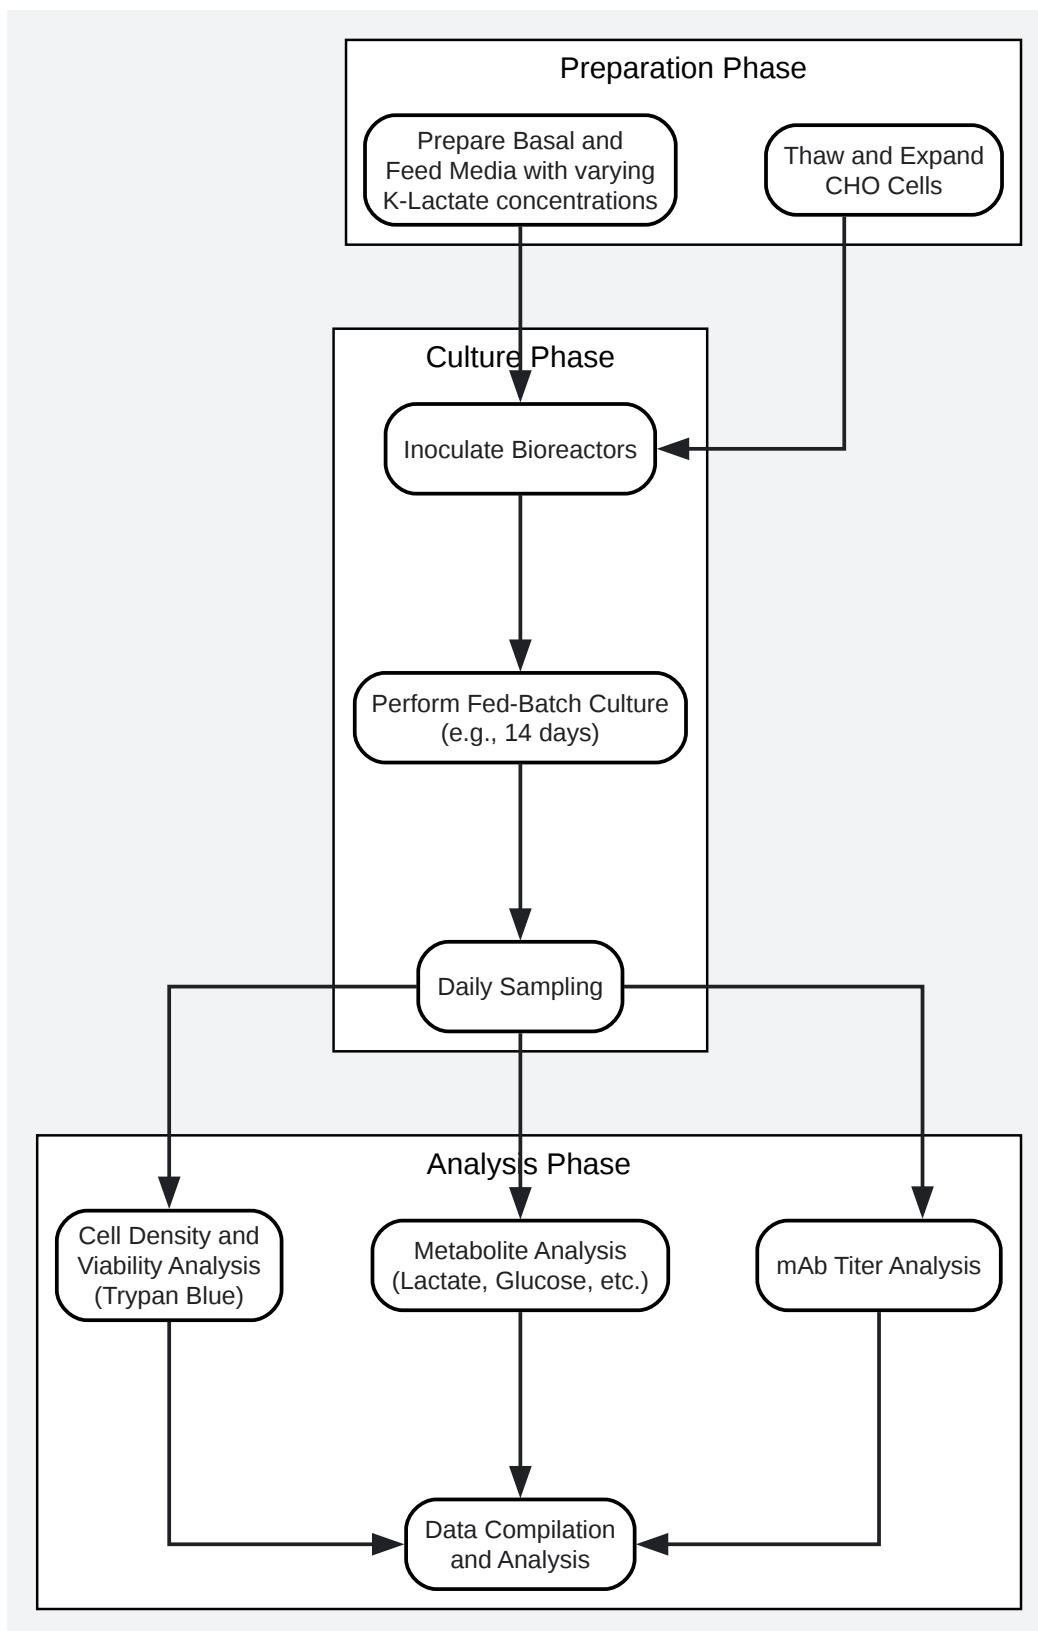 Preparation Phase
Prepare Basal and
Feed Media with varying
K-Lactate concentrations
Thaw and Expand
CHO Cells
Culture Phase
Inoculate Bioreactors
Perform Fed-Batch Culture
(e.g., 14 days)
Daily Sampling
Analysis Phase
Cell Density and
Viability Analysis
(Trypan Blue)
Metabolite Analysis
(Lactate, Glucose, etc.)
mAb Titer Analysis
Data Compilation
and Analysis